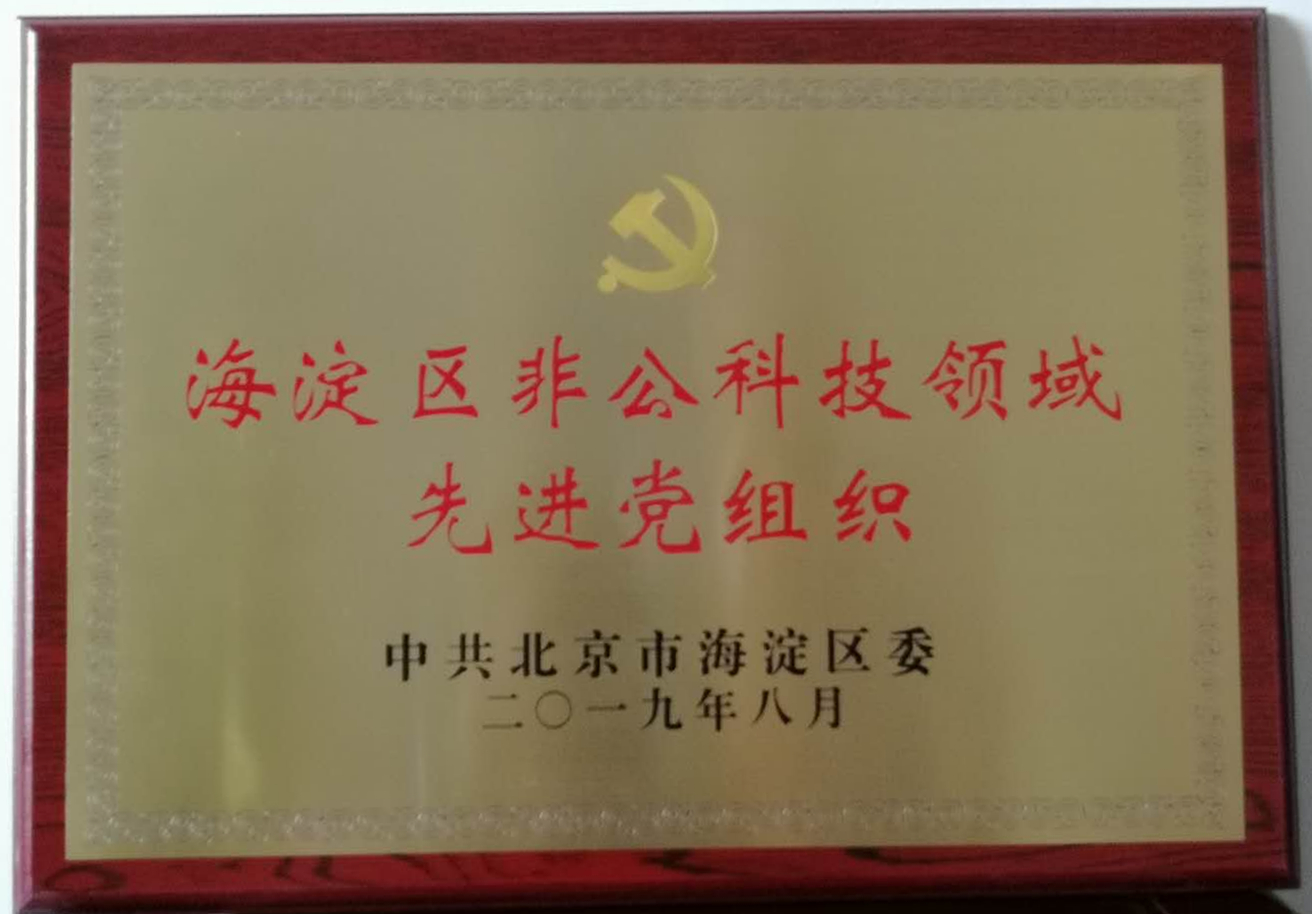 海淀区非公科技领域
先进党组织
中共北京市海淀区委
二〇一九年八月